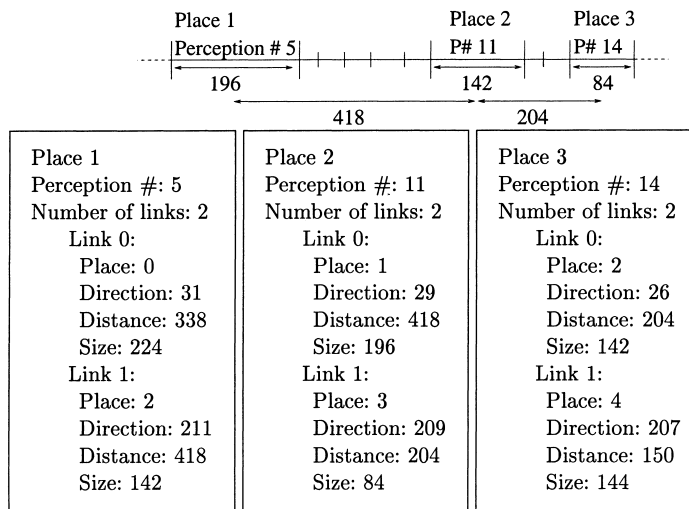 Place 1 Place 2 Place 3
Perception # 5 P# 11 P# 14
196 142 84
418 204
Place 1
Perception #: 5
Number of links: 2
Link 0:
Place: 0
Direction: 31
Distance: 338
Size: 224
Link 1:
Place: 2
Direction: 211
Distance: 418
Size: 142
Place 2
Perception #: 11
Number of links: 2
Link 0:
Place: 1
Direction: 29
Distance: 418
Size: 196
Link 1:
Place: 3
Direction: 209
Distance: 204
Size: 84
Place 3
Perception #: 14
Number of links: 2
Link 0:
Place: 2
Direction: 26
Distance: 204
Size: 142
Link 1:
Place: 4
Direction: 207
Distance: 150
Size: 144